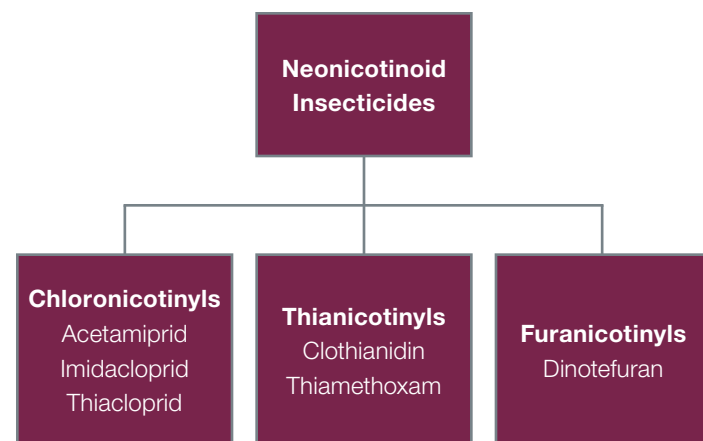 Neonicotinoid
Insecticides
Chloronicotinyls
Acetamiprid
Imidacloprid
Thiacloprid
Thianicotinyls
Clothianidin
Thiamethoxam
Furanicotinyls
Dinotefuran